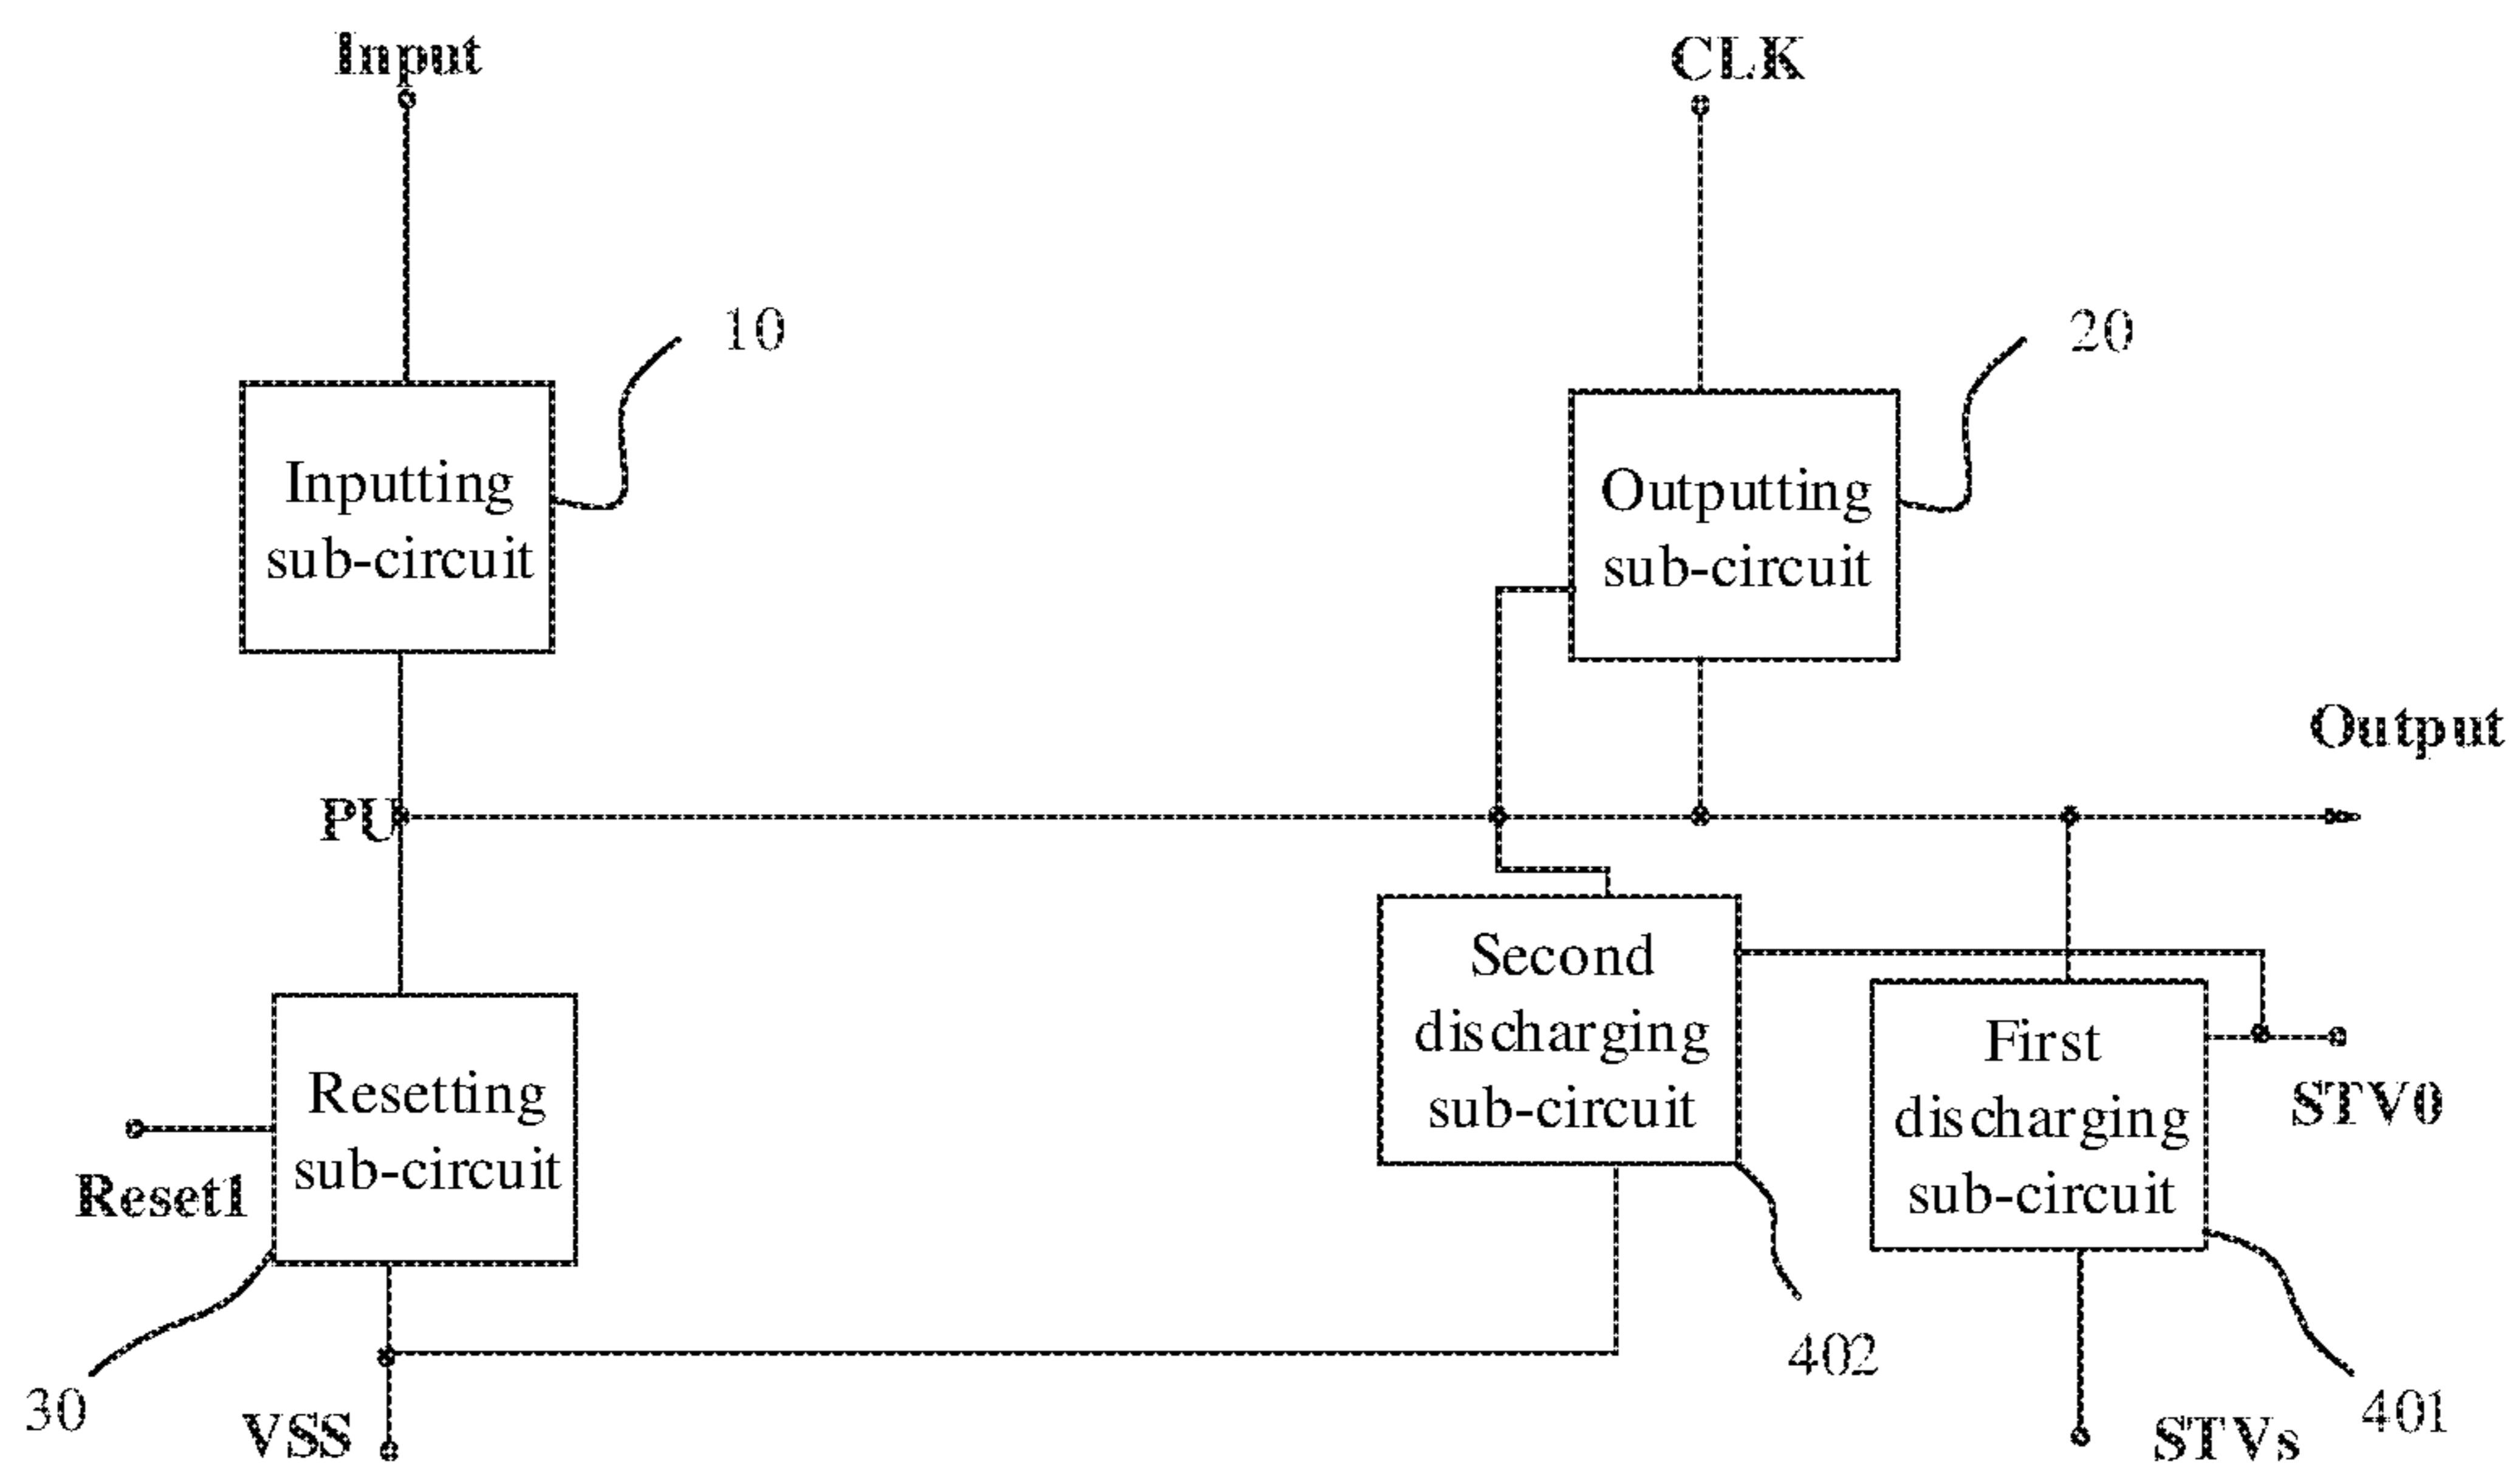 Input
CLK
10
20
Inputting
sub-circuit
Outputting
sub-circuit
Output
PU
Second
discharging
sub-circuit
First
discharging
sub-circuit
Resetting
sub-circuit
STV0
Reset1
402
30
VSS
STVs
401